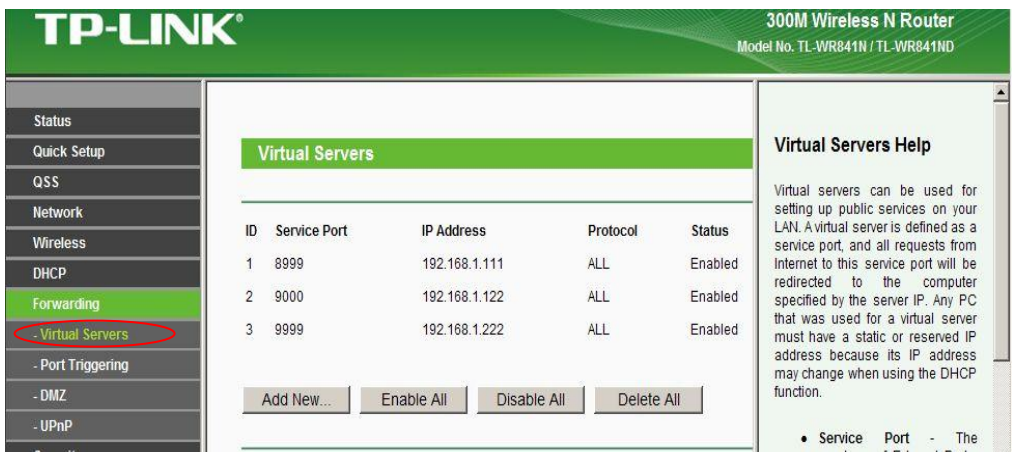 TP-LINK®
300M Wireless N Router
Model No. TL-WR841N / TL-WR841ND
Status
Quick Setup
QSS
Network
Wireless
DHCP
Forwarding
- Virtual Servers
- Port Triggering
- DMZ
- UPnP
Virtual Servers
ID Service Port IP Address Protocol Status
1 8999 192.168.1.111 ALL Enabled
2 9000 192.168.1.122 ALL Enabled
3 9999 192.168.1.222 ALL Enabled
Add New... Enable All Disable All Delete All
Virtual Servers Help
Virtual servers can be used for
setting up public services on your
LAN. A virtual server is defined as a
service port, and all requests from
Internet to this service port will be
redirected to the computer
specified by the server IP. Any PC
that was used for a virtual server
must have a static or reserved IP
address because its IP address
may change when using the DHCP
function.
• Service Port - The